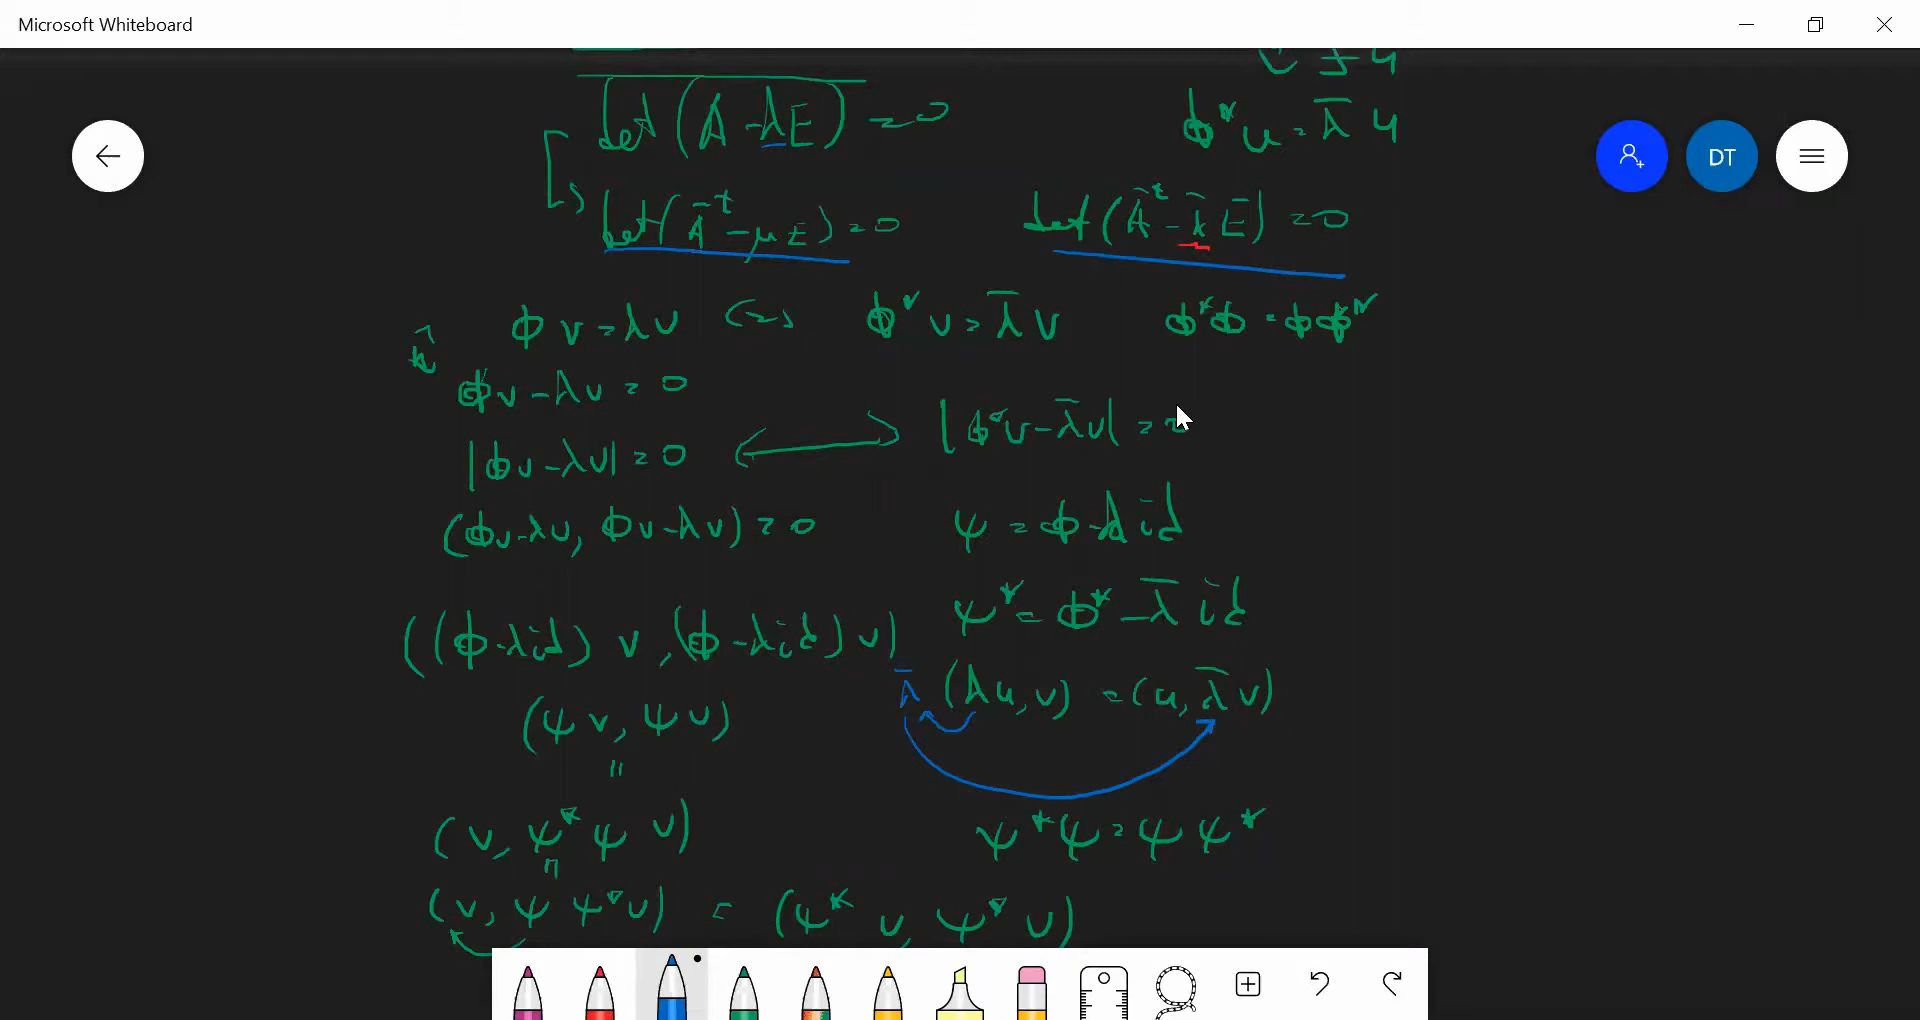 Microsoft Whiteboard
det(A - λE) = 0
ϕ* u = λ̄ u
DT
det(Ā^t - μE) = 0
det(Ā^t - λ̄E) = 0
ϕv = λv <=> ϕ* v = λ̄v
ϕ*ϕ = ϕϕ*
ϕv - λv = 0
|ϕ*v - λ̄v| = 0
|ϕv - λv| = 0
(ϕv - λv, ϕv - λv) = 0
ψ = ϕ - λ id
ψ* = ϕ* - λ̄ id
((ϕ - λid) v, (ϕ - λid) v)
λ̄ (λu, v) = (u, λ̄v)
(ψv, ψv)
=
(v, ψ*ψ v)
ψ*ψ = ψψ*
=
(v, ψψ*v) = (ψ* v, ψ* v)